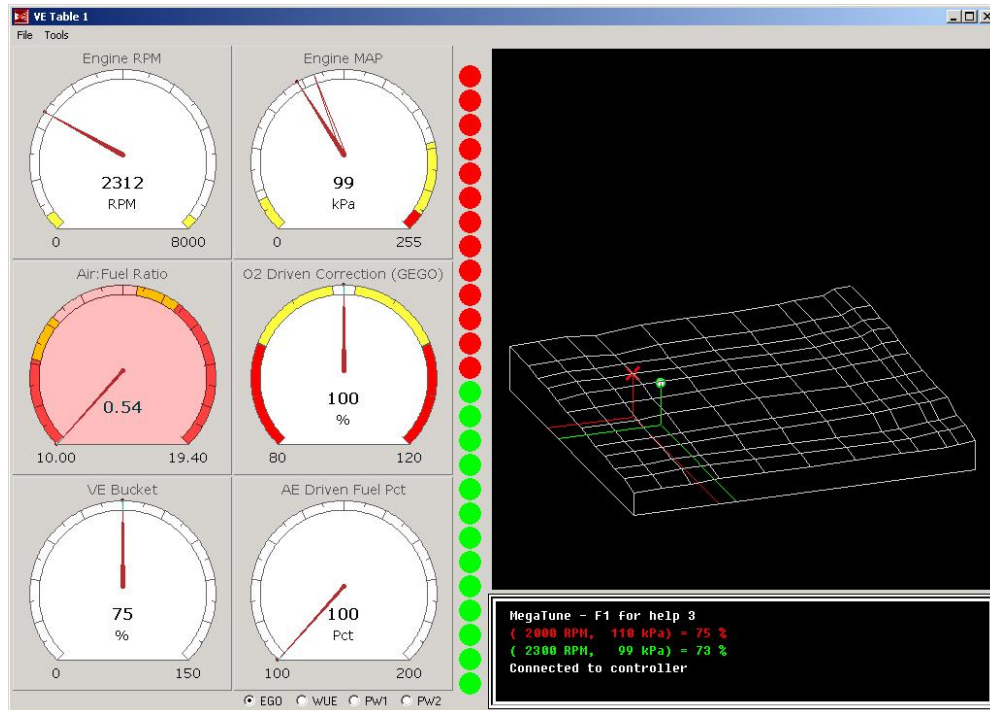 VE Table 1
File Tools
Engine RPM
2312
RPM
0 8000
Engine MAP
99
kPa
0 255
Air:Fuel Ratio
0.54
10.00 19.40
O2 Driven Correction (GEGO)
100
%
80 120
VE Bucket
75
%
0 150
AE Driven Fuel Pct
100
Pct
100 200
EGO WUE PW1 PW2
MegaTune - F1 for help 3
( 2000 RPM, 110 kPa) = 75 %
( 2300 RPM, 99 kPa) = 73 %
Connected to controller